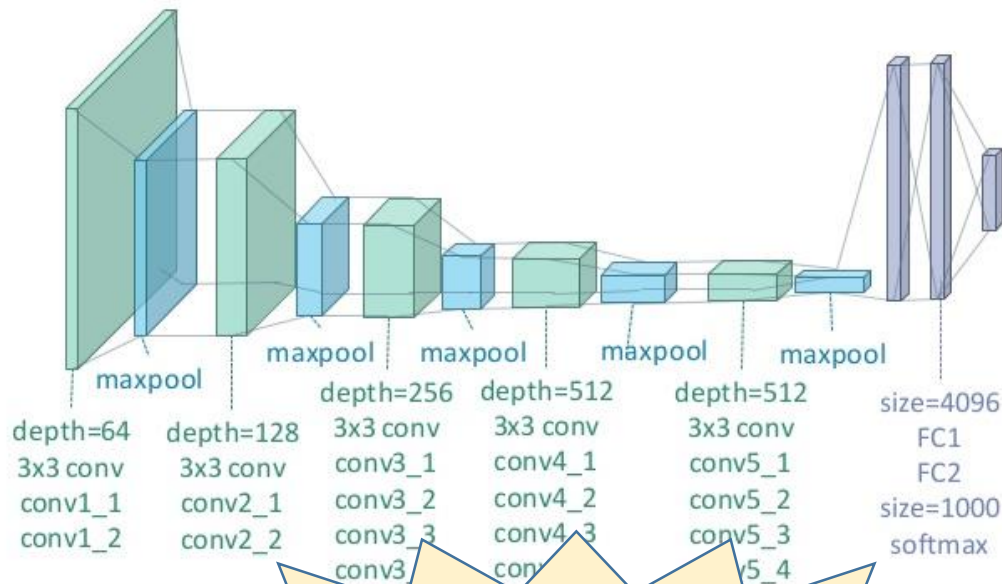 maxpool
maxpool
maxpool
maxpool
maxpool
depth=64
3x3 conv
conv1_1
conv1_2
depth=128
3x3 conv
conv2_1
conv2_2
depth=256
3x3 conv
conv3_1
conv3_2
conv3_3
depth=512
3x3 conv
conv4_1
conv4_2
conv4_3
depth=512
3x3 conv
conv5_1
conv5_2
conv5_3
size=4096
FC1
FC2
size=1000
softmax